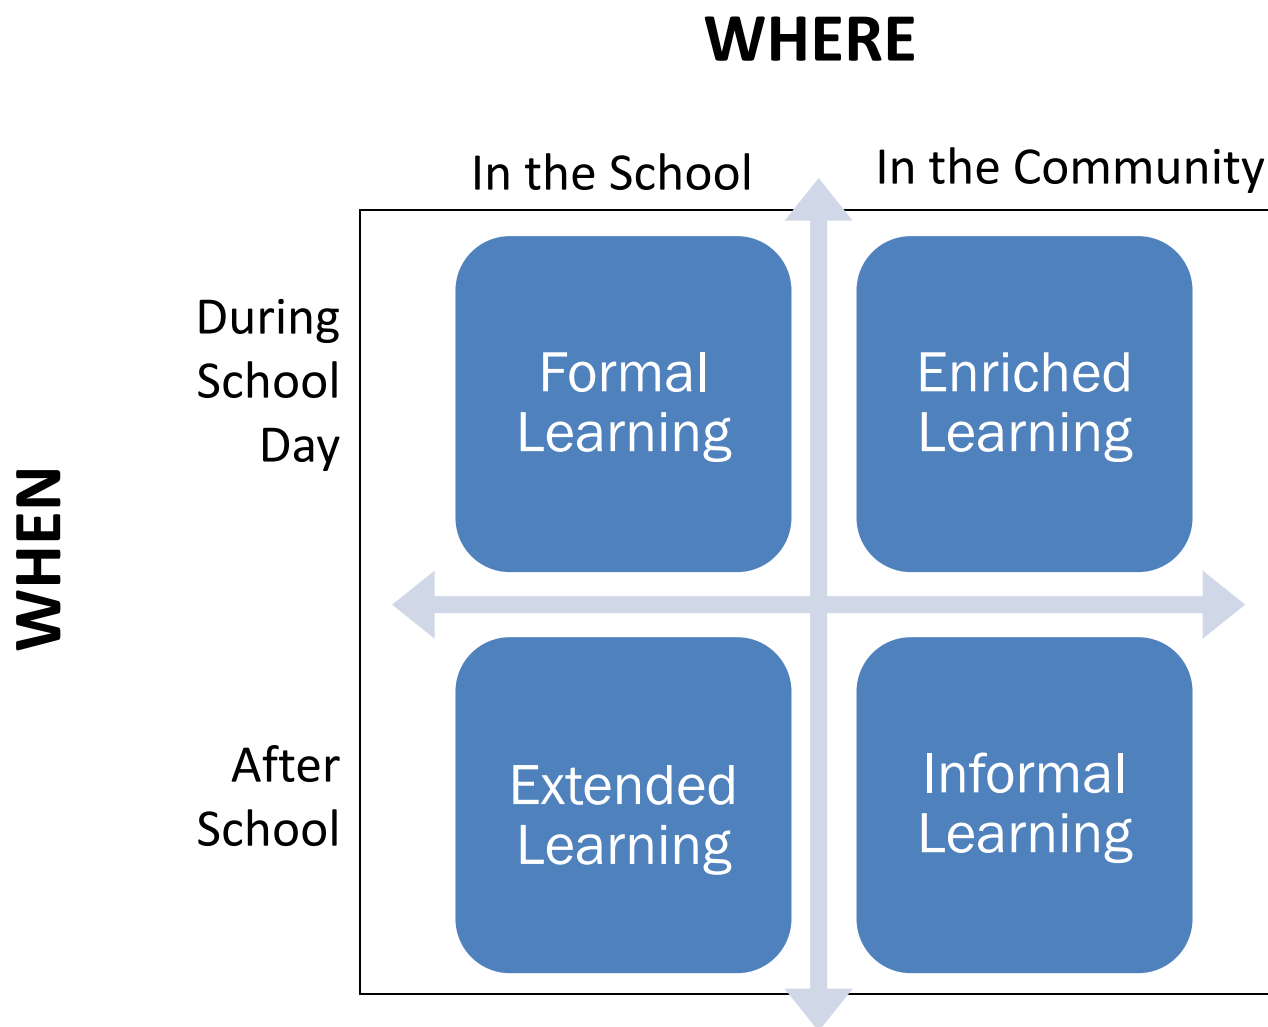 WHERE
In the School
In the Community
WHEN
During
School
Day
Formal
Learning
Enriched
Learning
After
School
Extended
Learning
Informal
Learning